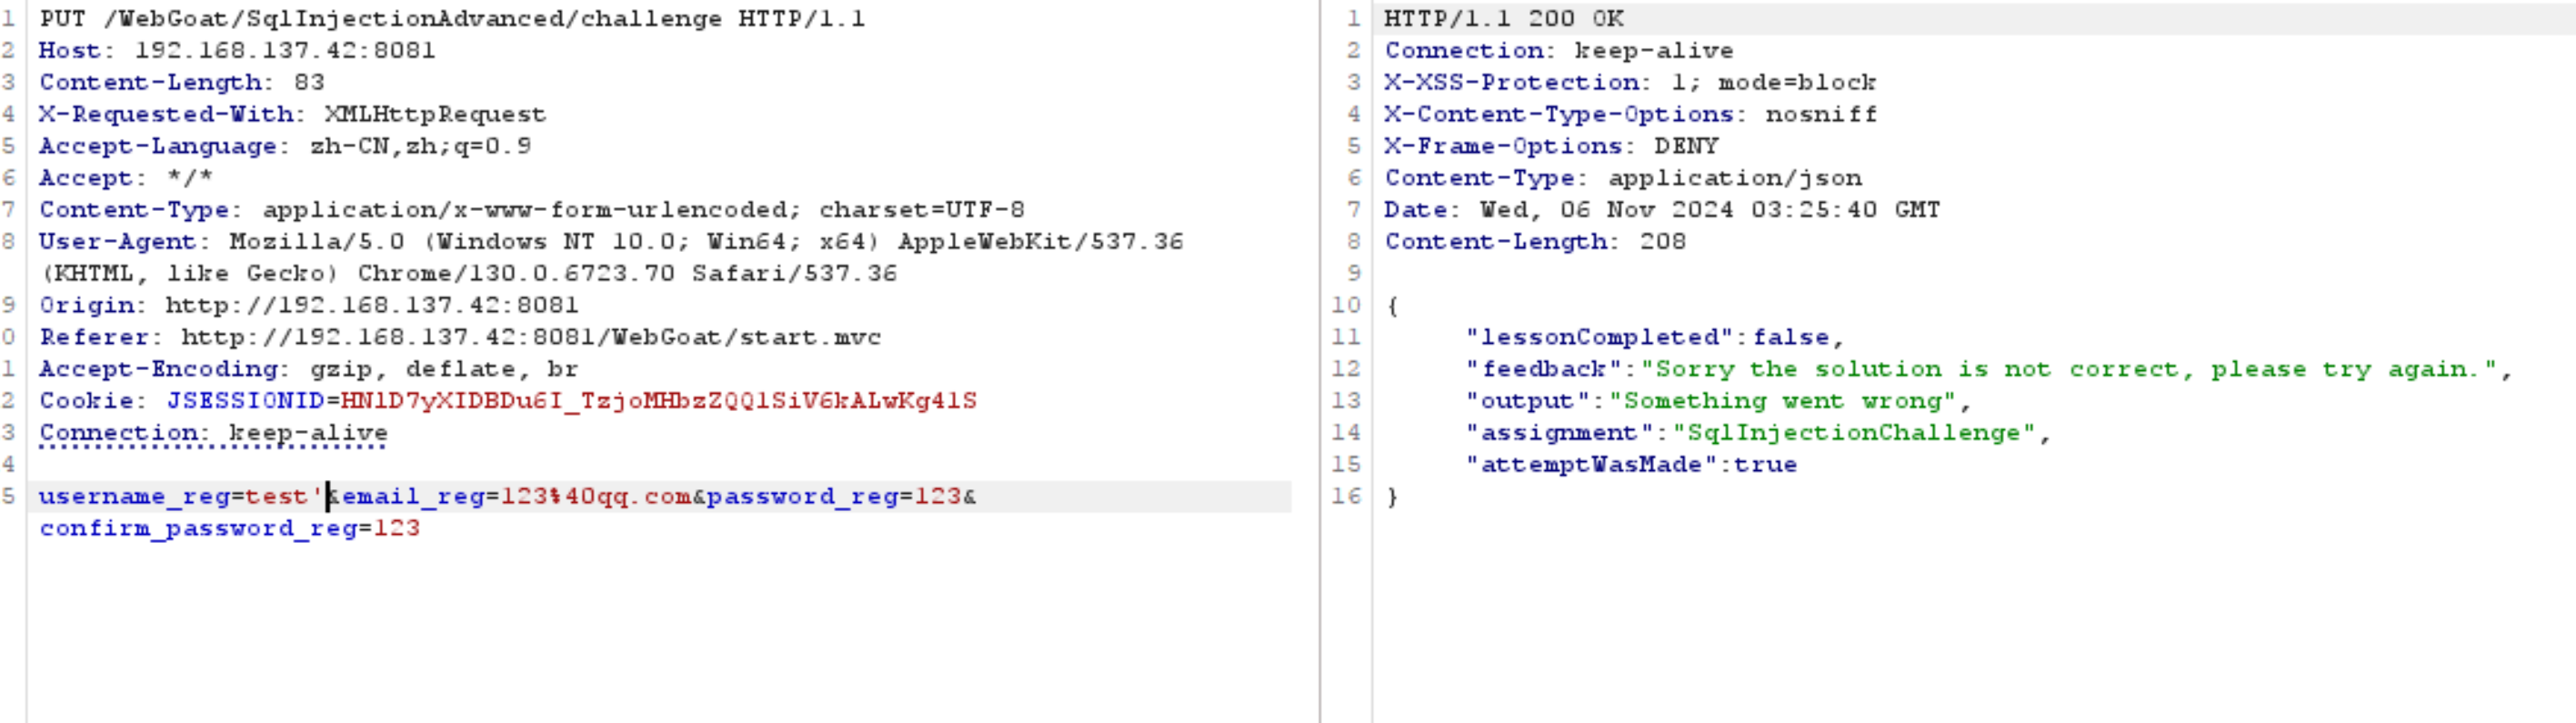 1 PUT /WebGoat/SqlInjectionAdvanced/challenge HTTP/1.1
2 Host: 192.168.137.42:8081
3 Content-Length: 83
4 X-Requested-With: XMLHttpRequest
5 Accept-Language: zh-CN,zh;q=0.9
6 Accept: */*
7 Content-Type: application/x-www-form-urlencoded; charset=UTF-8
8 User-Agent: Mozilla/5.0 (Windows NT 10.0; Win64; x64) AppleWebKit/537.36
(KHTML, like Gecko) Chrome/130.0.6723.70 Safari/537.36
9 Origin: http://192.168.137.42:8081
0 Referer: http://192.168.137.42:8081/WebGoat/start.mvc
1 Accept-Encoding: gzip, deflate, br
2 Cookie: JSESSIONID=HN1D7yXIDBDu6I_TzjoMHbzZQQ1SiV6kALwKg41S
3 Connection: keep-alive
4
5 username_reg=test'&email_reg=123%40qq.com&password_reg=123&
confirm_password_reg=123
1 HTTP/1.1 200 OK
2 Connection: keep-alive
3 X-XSS-Protection: 1; mode=block
4 X-Content-Type-Options: nosniff
5 X-Frame-Options: DENY
6 Content-Type: application/json
7 Date: Wed, 06 Nov 2024 03:25:40 GMT
8 Content-Length: 208
9
10 {
11 "lessonCompleted":false,
12 "feedback":"Sorry the solution is not correct, please try again.",
13 "output":"Something went wrong",
14 "assignment":"SqlInjectionChallenge",
15 "attemptWasMade":true
16 }